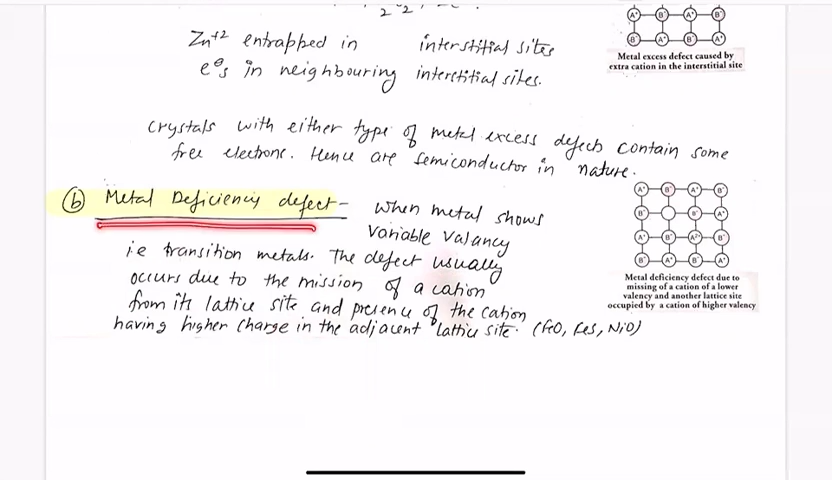 2 2
Zn+2 entrapped in interstitial sites
e⊖s in neighbouring interstitial sites.
A+ B- A+ B-
B- A+ B- A+
Metal excess defect caused by
extra cation in the interstitial site
Crystals with either type of metal excess defects contain some
free electrons. Hence are semiconductor in nature.
(b) Metal Deficiency defect - When metal shows
Variable Valancy
i.e transition metals. The defect usually
occurs due to the mission of a cation
from its lattice site and presence of the cation
having higher charge in the adjacent lattice site. (FeO, FeS, NiO)
A+ B- A+ B-
B- B- A+
A+ B- A2+ B-
B- A+ B- A+
Metal deficiency defect due to
missing of a cation of a lower
valency and another lattice site
occupied by a cation of higher valency